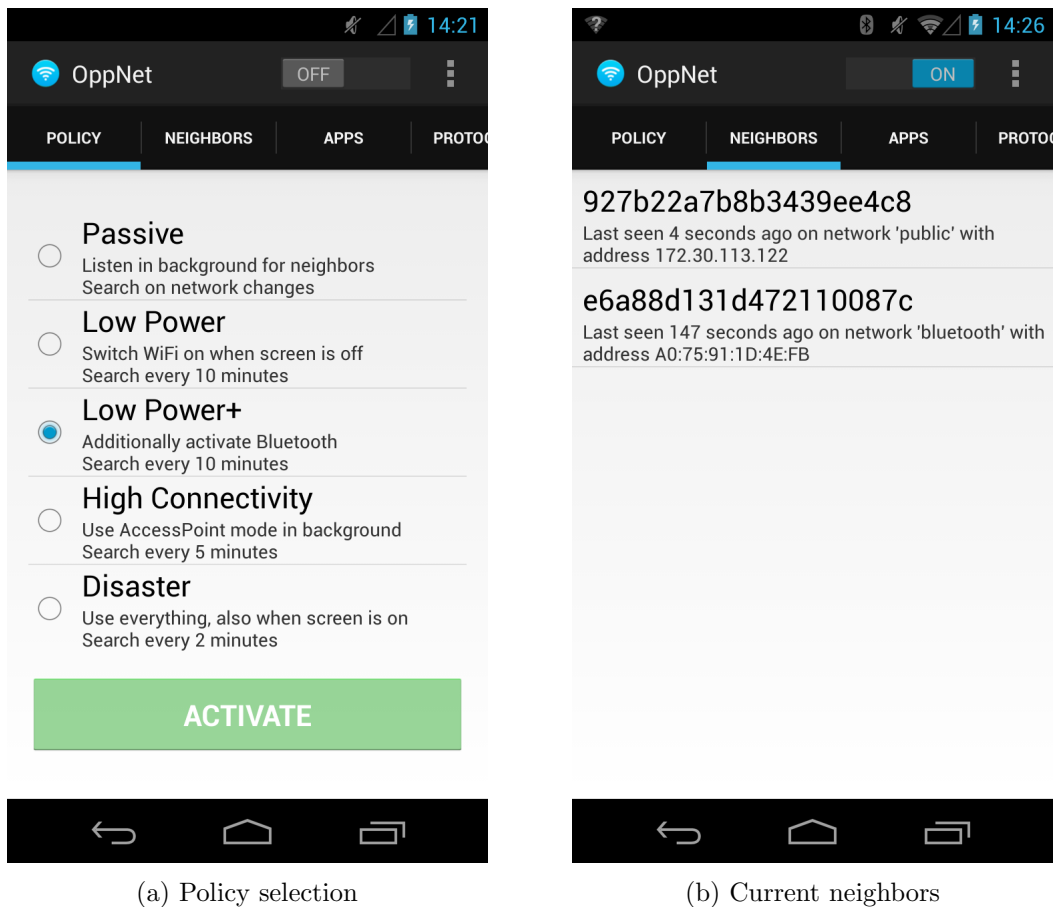 14:21
OppNet
OFF
POLICY NEIGHBORS APPS PROTOC
Passive
Listen in background for neighbors
Search on network changes
Low Power
Switch WiFi on when screen is off
Search every 10 minutes
Low Power+
Additionally activate Bluetooth
Search every 10 minutes
High Connectivity
Use AccessPoint mode in background
Search every 5 minutes
Disaster
Use everything, also when screen is on
Search every 2 minutes
ACTIVATE
(a) Policy selection
14:26
OppNet
ON
POLICY NEIGHBORS APPS PROTOC
927b22a7b8b3439ee4c8
Last seen 4 seconds ago on network 'public' with
address 172.30.113.122
e6a88d131d472110087c
Last seen 147 seconds ago on network 'bluetooth' with
address A0:75:91:1D:4E:FB
(b) Current neighbors